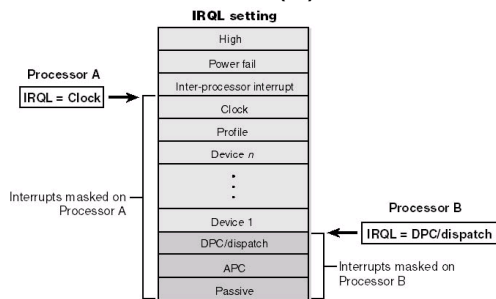 IRQL setting
High
Power fail
Inter-processor interrupt
Clock
Profile
Device n
Device 1
DPC/dispatch
APC
Passive
Processor A
IRQL = Clock
Interrupts masked on
Processor A
Processor B
IRQL = DPC/dispatch
Interrupts masked on
Processor B